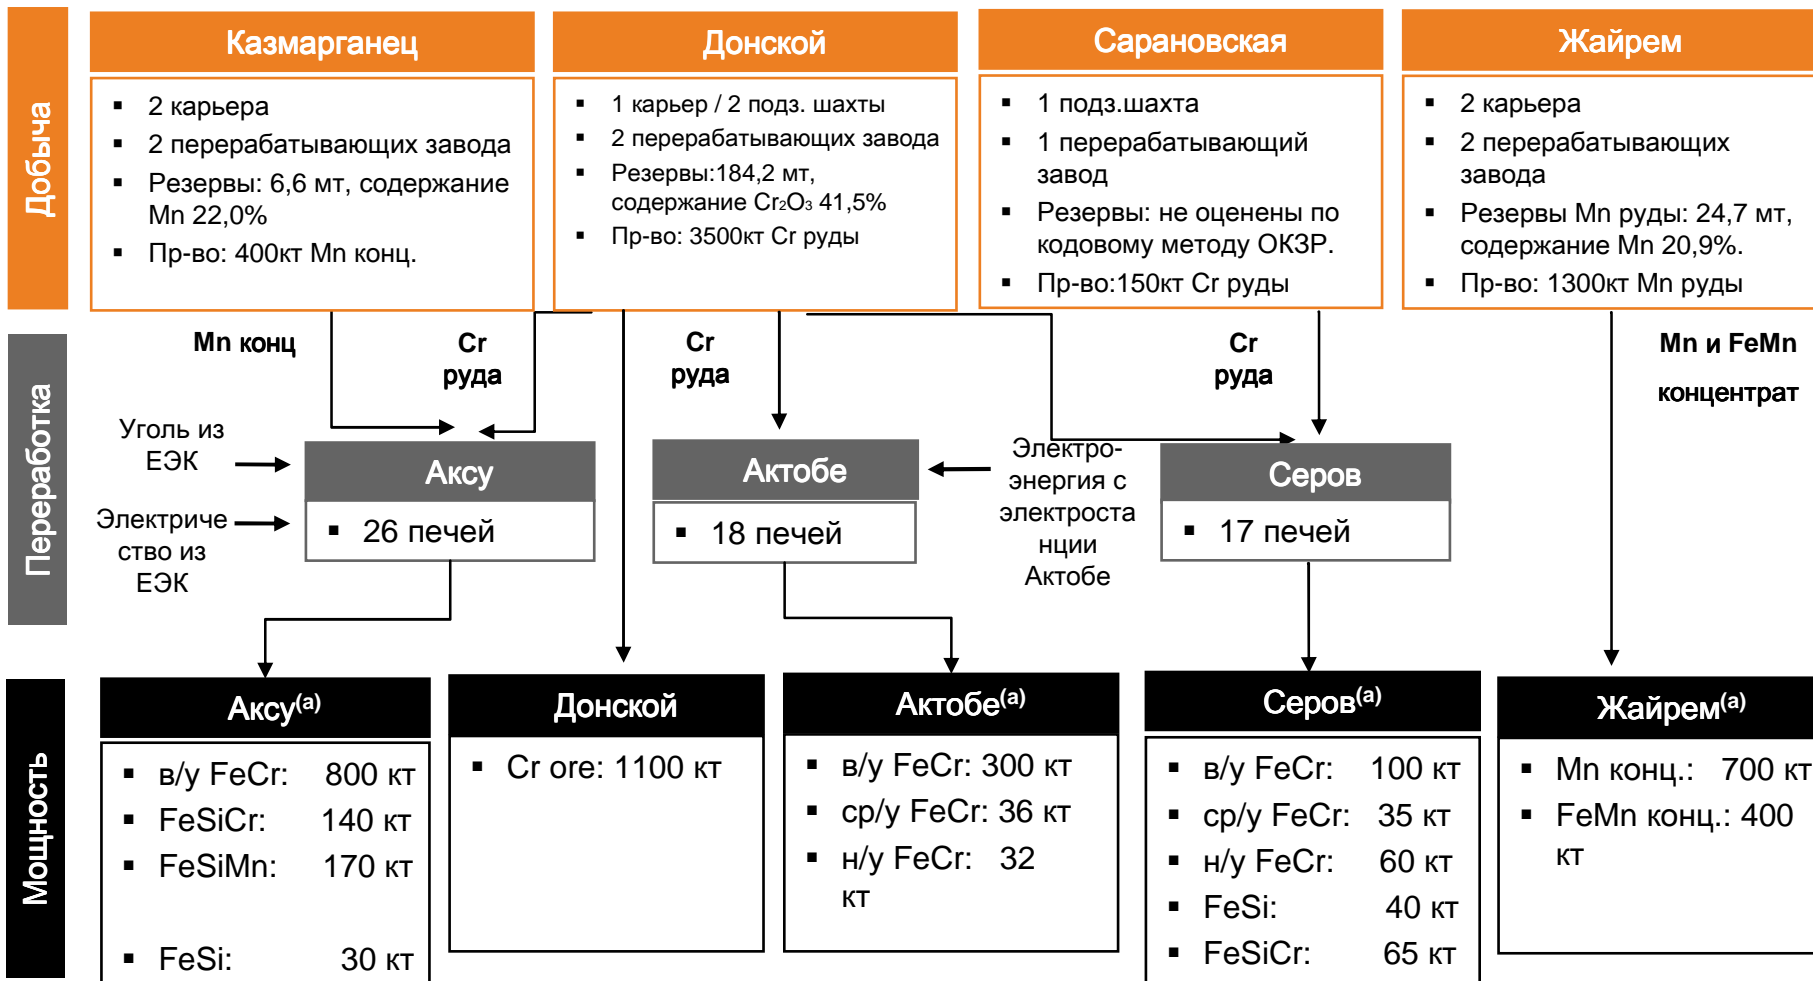 Добыча
Казмарганец
▪ 2 карьера
▪ 2 перерабатывающих завода
▪ Резервы: 6,6 мт, содержание
Mn 22,0%
▪ Пр-во: 400кт Mn конц.
Донской
▪ 1 карьер / 2 подз. шахты
▪ 2 перерабатывающих завода
▪ Резервы:184,2 мт,
содержание Cr₂O₃ 41,5%
▪ Пр-во: 3500кт Cr руды
Сарановская
▪ 1 подз.шахта
▪ 1 перерабатывающий
завод
▪ Резервы: не оценены по
кодовому методу ОКЗР.
▪ Пр-во:150кт Cr руды
Жайрем
▪ 2 карьера
▪ 2 перерабатывающих
завода
▪ Резервы Mn руды: 24,7 мт,
содержание Mn 20,9%.
▪ Пр-во: 1300кт Mn руды
Mn конц
Cr
руда
Cr
руда
Cr
руда
Mn и FeMn
концентрат
Переработка
Уголь из
ЕЭК
Электриче
ство из
ЕЭК
Аксу
▪ 26 печей
Актобе
▪ 18 печей
Электро-
энергия с
электроста
нции
Актобе
Серов
▪ 17 печей
Мощность
Аксу(a)
▪ в/у FeCr: 800 кт
▪ FeSiCr: 140 кт
▪ FeSiMn: 170 кт
▪ FeSi: 30 кт
Донской
▪ Cr ore: 1100 кт
Актобе(a)
▪ в/у FeCr: 300 кт
▪ ср/у FeCr: 36 кт
▪ н/у FeCr: 32
кт
Серов(a)
▪ в/у FeCr: 100 кт
▪ ср/у FeCr: 35 кт
▪ н/у FeCr: 60 кт
▪ FeSi: 40 кт
▪ FeSiCr: 65 кт
Жайрем(a)
▪ Mn конц.: 700 кт
▪ FeMn конц.: 400
кт